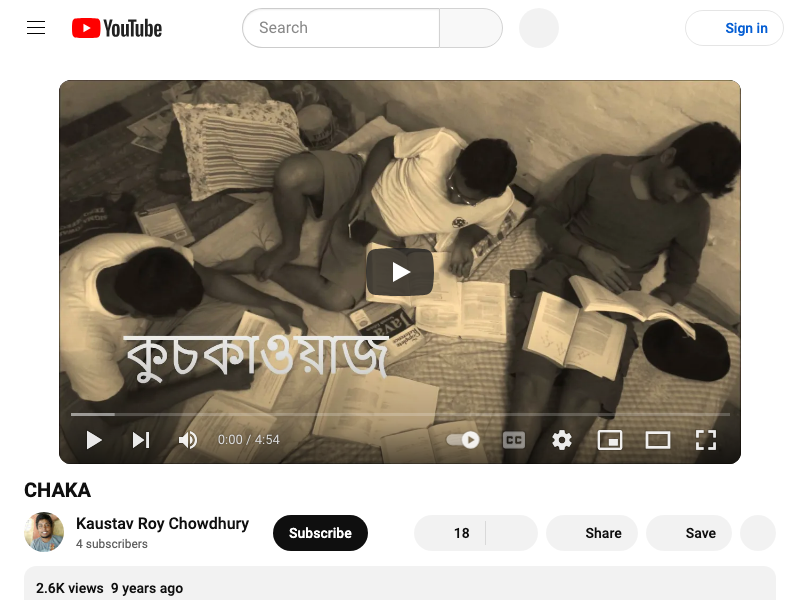 YouTube
Search
Sign in
Java
কুচকাওয়াজ
0:00 / 4:54
CC
CHAKA
Kaustav Roy Chowdhury
4 subscribers
Subscribe
18
Share
Save
2.6K views 9 years ago